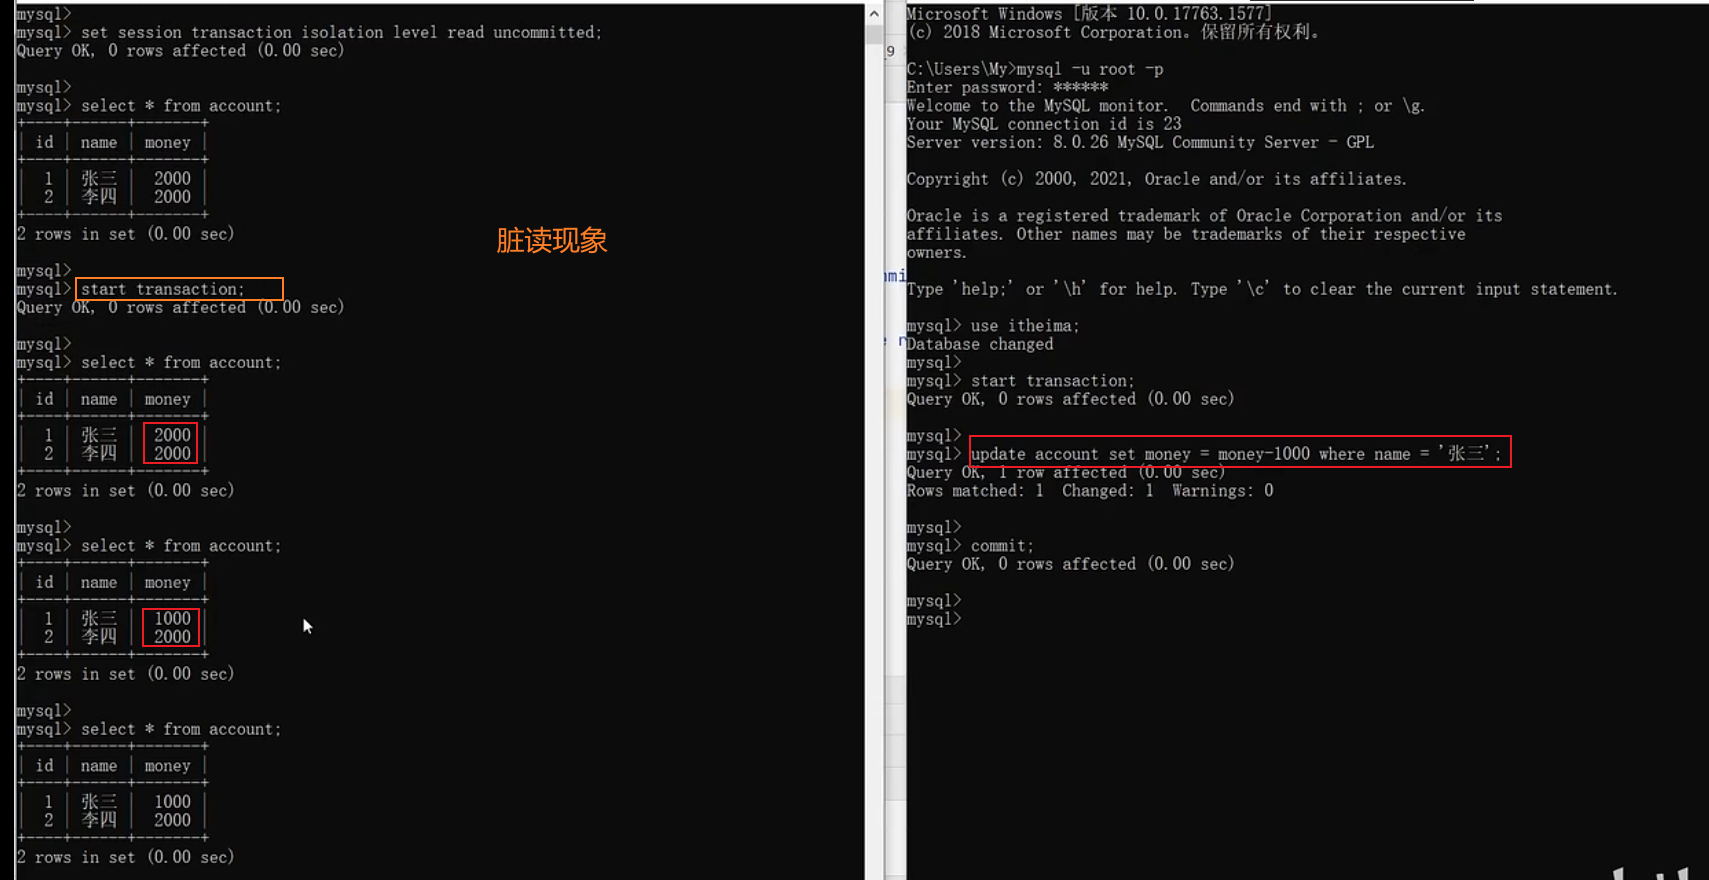 mysql>
mysql> set session transaction isolation level read uncommitted;
Query OK, 0 rows affected (0.00 sec)
mysql>
mysql> select * from account;
+----+------+-------+
| id | name | money |
+----+------+-------+
| 1 | 张三 | 2000 |
| 2 | 李四 | 2000 |
+----+------+-------+
2 rows in set (0.00 sec)
脏读现象
mysql>
mysql> start transaction;
Query OK, 0 rows affected (0.00 sec)
mysql>
mysql> select * from account;
+----+------+-------+
| id | name | money |
+----+------+-------+
| 1 | 张三 | 2000 |
| 2 | 李四 | 2000 |
+----+------+-------+
2 rows in set (0.00 sec)
mysql>
mysql> select * from account;
+----+------+-------+
| id | name | money |
+----+------+-------+
| 1 | 张三 | 1000 |
| 2 | 李四 | 2000 |
+----+------+-------+
2 rows in set (0.00 sec)
mysql>
mysql> select * from account;
+----+------+-------+
| id | name | money |
+----+------+-------+
| 1 | 张三 | 1000 |
| 2 | 李四 | 2000 |
+----+------+-------+
2 rows in set (0.00 sec)
Microsoft Windows [版本 10.0.17763.1577]
(c) 2018 Microsoft Corporation。保留所有权利。
C:\Users\My>mysql -u root -p
Enter password: ******
Welcome to the MySQL monitor.  Commands end with ; or \g.
Your MySQL connection id is 23
Server version: 8.0.26 MySQL Community Server - GPL
Copyright (c) 2000, 2021, Oracle and/or its affiliates.
Oracle is a registered trademark of Oracle Corporation and/or its
affiliates. Other names may be trademarks of their respective
owners.
Type 'help;' or '\h' for help. Type '\c' to clear the current input statement.
mysql> use itheima;
Database changed
mysql>
mysql> start transaction;
Query OK, 0 rows affected (0.00 sec)
mysql>
mysql> update account set money = money-1000 where name = '张三';
Query OK, 1 row affected (0.00 sec)
Rows matched: 1  Changed: 1  Warnings: 0
mysql>
mysql> commit;
Query OK, 0 rows affected (0.00 sec)
mysql>
mysql>